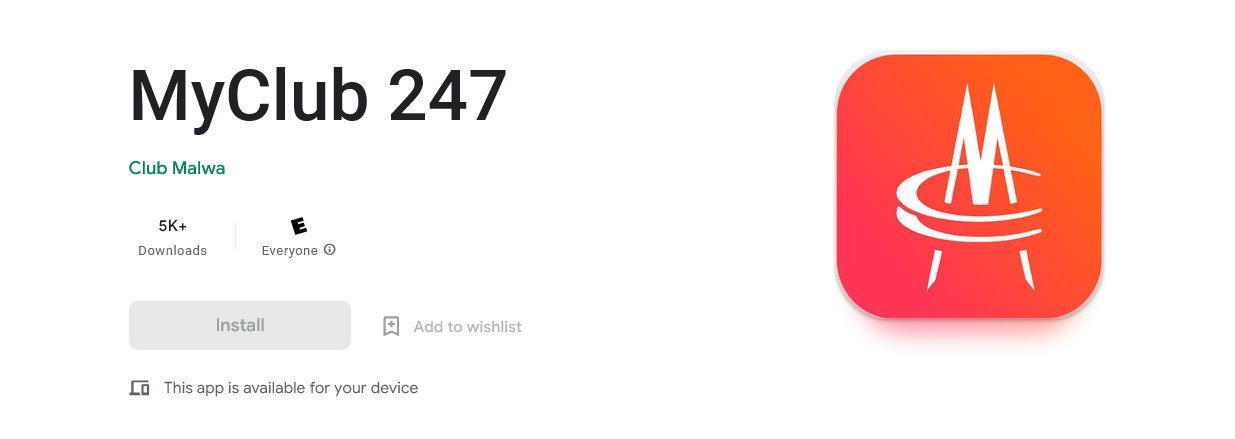 MyClub 247
Club Malwa
5K+
Downloads
E
Everyone
Install
Add to wishlist
This app is available for your device